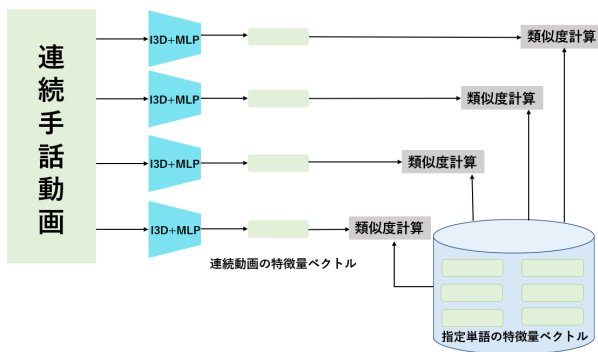 連続手話動画
I3D+MLP
類似度計算
I3D+MLP
類似度計算
I3D+MLP
類似度計算
I3D+MLP
類似度計算
連続動画の特徴量ベクトル
指定単語の特徴量ベクトル